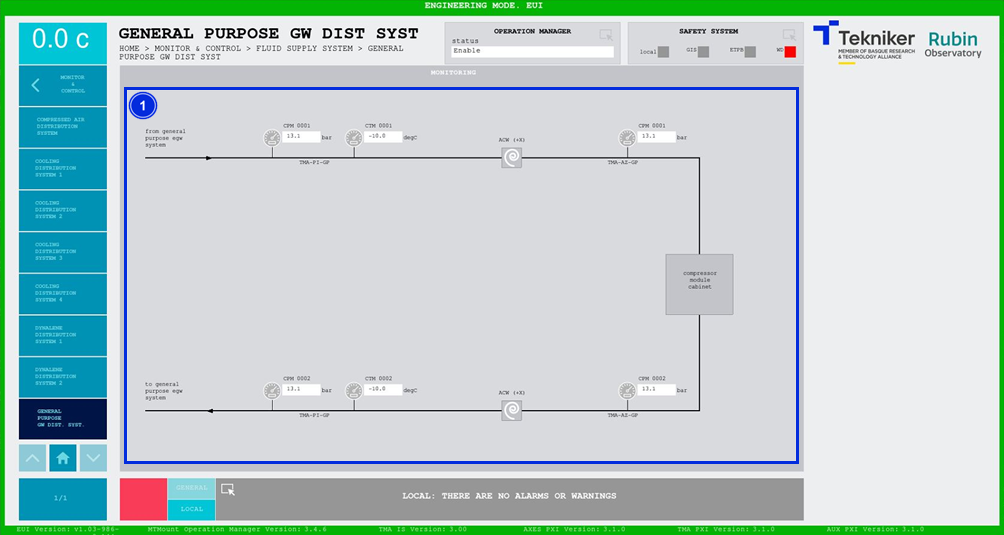 ENGINEERING MODE. EUI
0.0 c
GENERAL PURPOSE GW DIST SYST
HOME > MONITOR & CONTROL > FLUID SUPPLY SYSTEM > GENERAL
PURPOSE GW DIST SYST
OPERATION MANAGER
status
Enable
SAFETY SYSTEM
local
GIS
ETPB
WD
Tekniker
MEMBER OF BASQUE RESEARCH
& TECHNOLOGY ALLIANCE
Rubin
Observatory
MONITOR
&
CONTROL
COMPRESSED AIR
DISTRIBUTION
SYSTEM
COOLING
DISTRIBUTION
SYSTEM 1
COOLING
DISTRIBUTION
SYSTEM 2
COOLING
DISTRIBUTION
SYSTEM 3
COOLING
DISTRIBUTION
SYSTEM 4
DYNALENE
DISTRIBUTION
SYSTEM 1
DYNALENE
DISTRIBUTION
SYSTEM 2
GENERAL
PURPOSE
GW DIST. SYST.
1/1
MONITORING
1
from general
purpose egw
system
CPM 0001
13.1
bar
CTM 0001
-10.0
degC
TMA-PI-GP
ACW (+X)
CPM 0001
13.1
bar
TMA-AZ-GP
compressor
module
cabinet
to general
purpose egw
system
CPM 0002
13.1
bar
CTM 0002
-10.0
degC
TMA-PI-GP
ACW (+X)
CPM 0002
13.1
bar
TMA-AZ-GP
GENERAL
LOCAL
LOCAL: THERE ARE NO ALARMS OR WARNINGS
EUI Version: v1.03-986-
MTMount Operation Manager Version: 3.4.6
TMA IS Version: 3.00
AXES PXI Version: 3.1.0
TMA PXI Version: 3.1.0
AUX PXI Version: 3.1.0